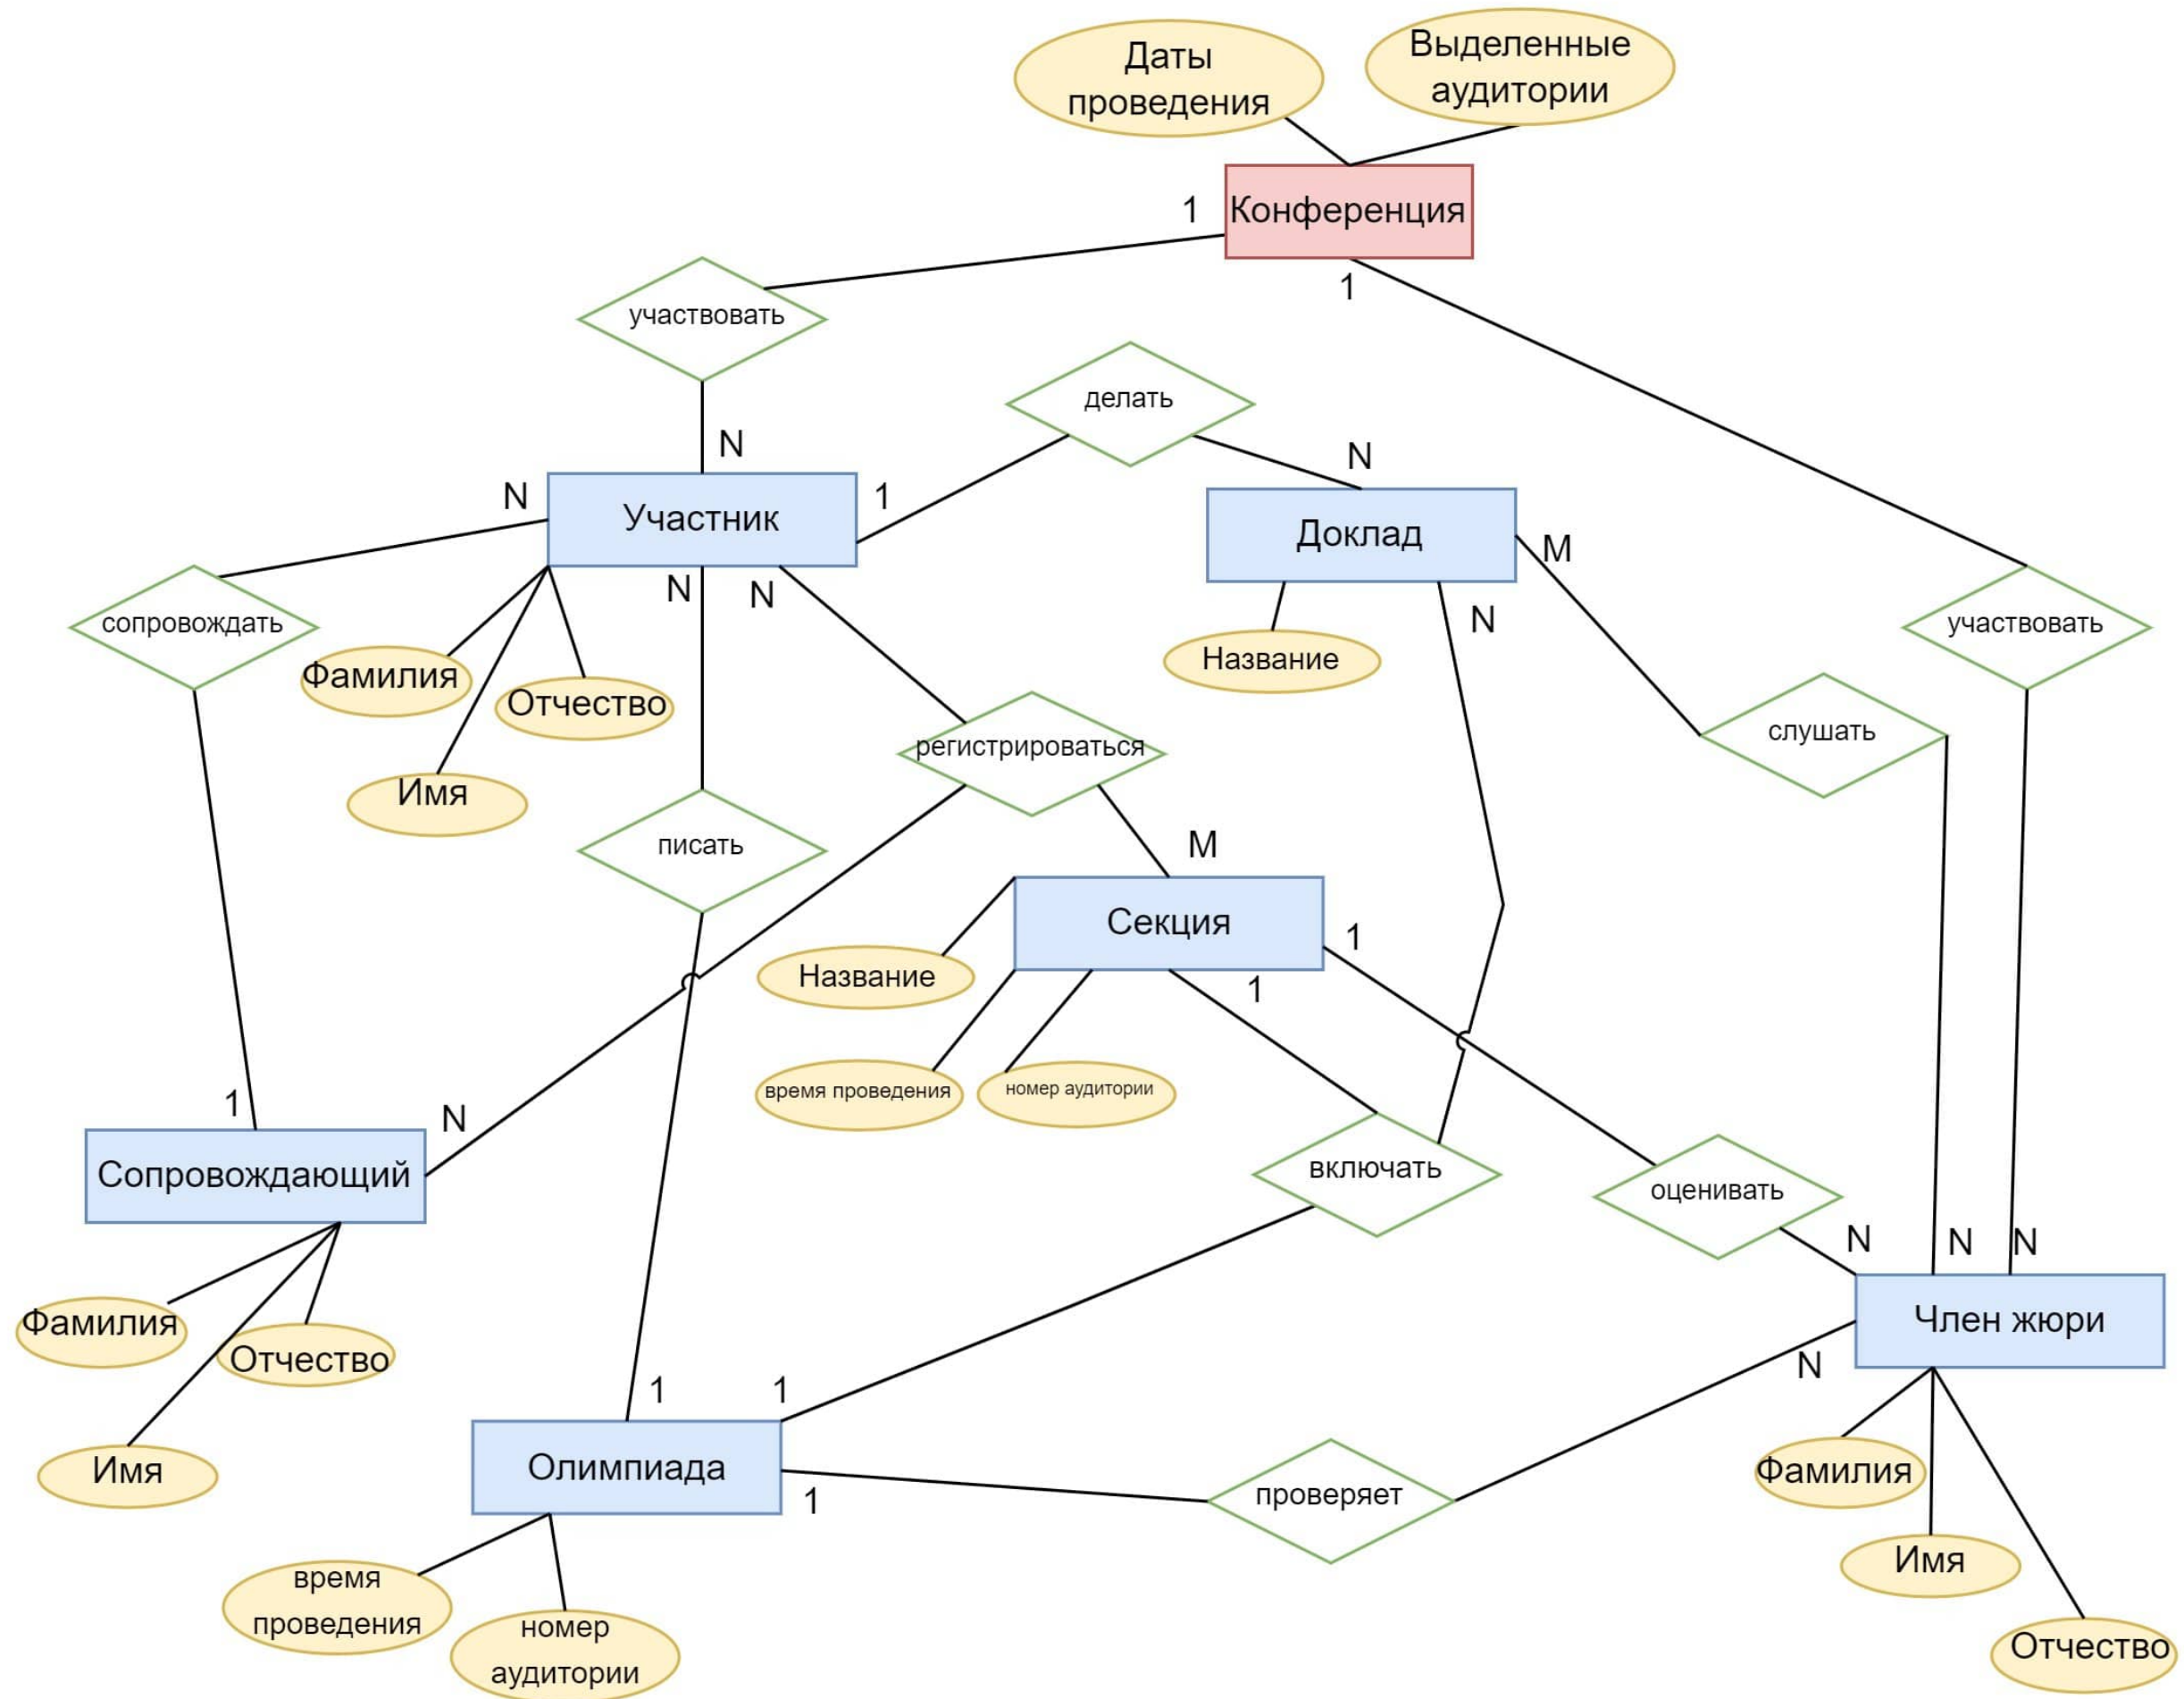 Даты
проведения
Выделенные
аудитории
Конференция
1
1
участвовать
делать
N
N
N
1
Участник
Доклад
M
N
N
N
сопровождать
участвовать
Название
Фамилия
Отчество
регистрироваться
слушать
Имя
писать
M
Секция
1
Название
1
время проведения
номер аудитории
1
N
Сопровождающий
включать
оценивать
N
N
N
Фамилия
Отчество
Член жюри
N
1
1
Имя
Олимпиада
1
проверяет
Фамилия
Имя
время
проведения
номер
аудитории
Отчество